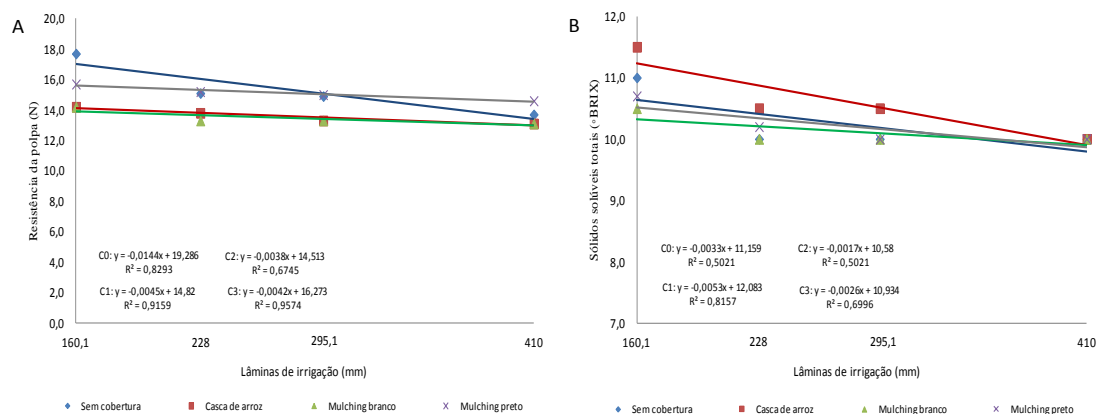 A
Resistência da polpa (N)
20,0
18,0
16,0
14,0
12,0
10,0
8,0
6,0
4,0
2,0
0,0
C0: y = -0,0144x + 19,286
R² = 0,8293
C2: y = -0,0038x + 14,513
R² = 0,6745
C1: y = -0,0045x + 14,82
R² = 0,9159
C3: y = -0,0042x + 16,273
R² = 0,9574
160,1 228 295,1 410
Lâminas de irrigação (mm)
Sem cobertura Casca de arroz Mulching branco Mulching preto
B
Sólidos solúveis totais (◦BRIX)
12,0
11,0
10,0
9,0
8,0
7,0
C0: y = -0,0033x + 11,159
R² = 0,5021
C2: y = -0,0017x + 10,58
R² = 0,5021
C1: y = -0,0053x + 12,083
R² = 0,8157
C3: y = -0,0026x + 10,934
R² = 0,6996
160,1 228 295,1 410
Lâminas de irrigação (mm)
Sem cobertura Casca de arroz Mulching branco Mulching preto